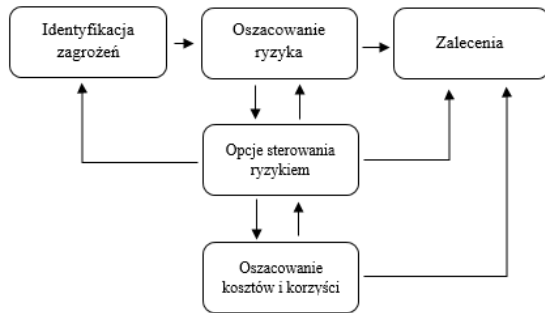 Identyfikacja
zagrożeń
Oszacowanie
ryzyka
Zalecenia
Opcje sterowania
ryzykiem
Oszacowanie
kosztów i korzyści